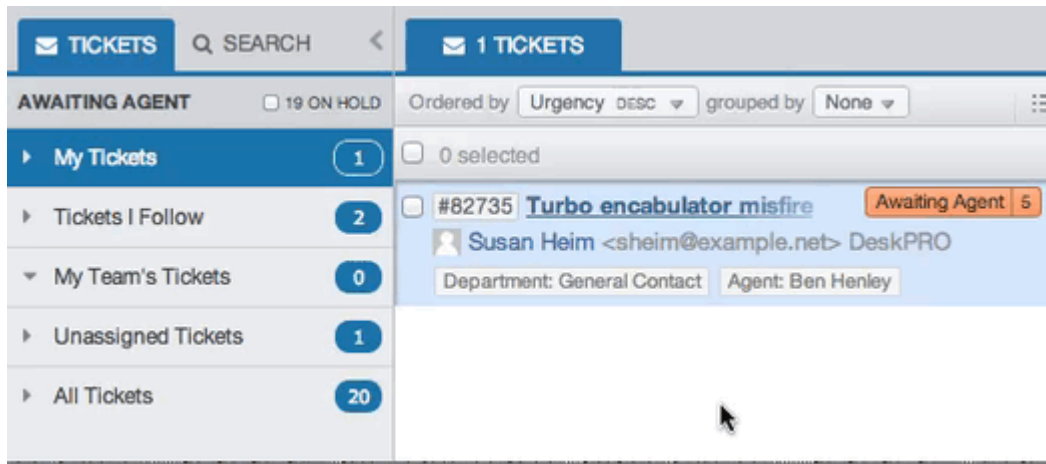 TICKETS
SEARCH
AWAITING AGENT
19 ON HOLD
My Tickets 1
Tickets I Follow 2
My Team's Tickets 0
Unassigned Tickets 1
All Tickets 20
1 TICKETS
Ordered by Urgency DESC grouped by None
0 selected
#82735 Turbo encabulator misfire Awaiting Agent 5
Susan Heim <sheim@example.net> DeskPRO
Department: General Contact Agent: Ben Henley